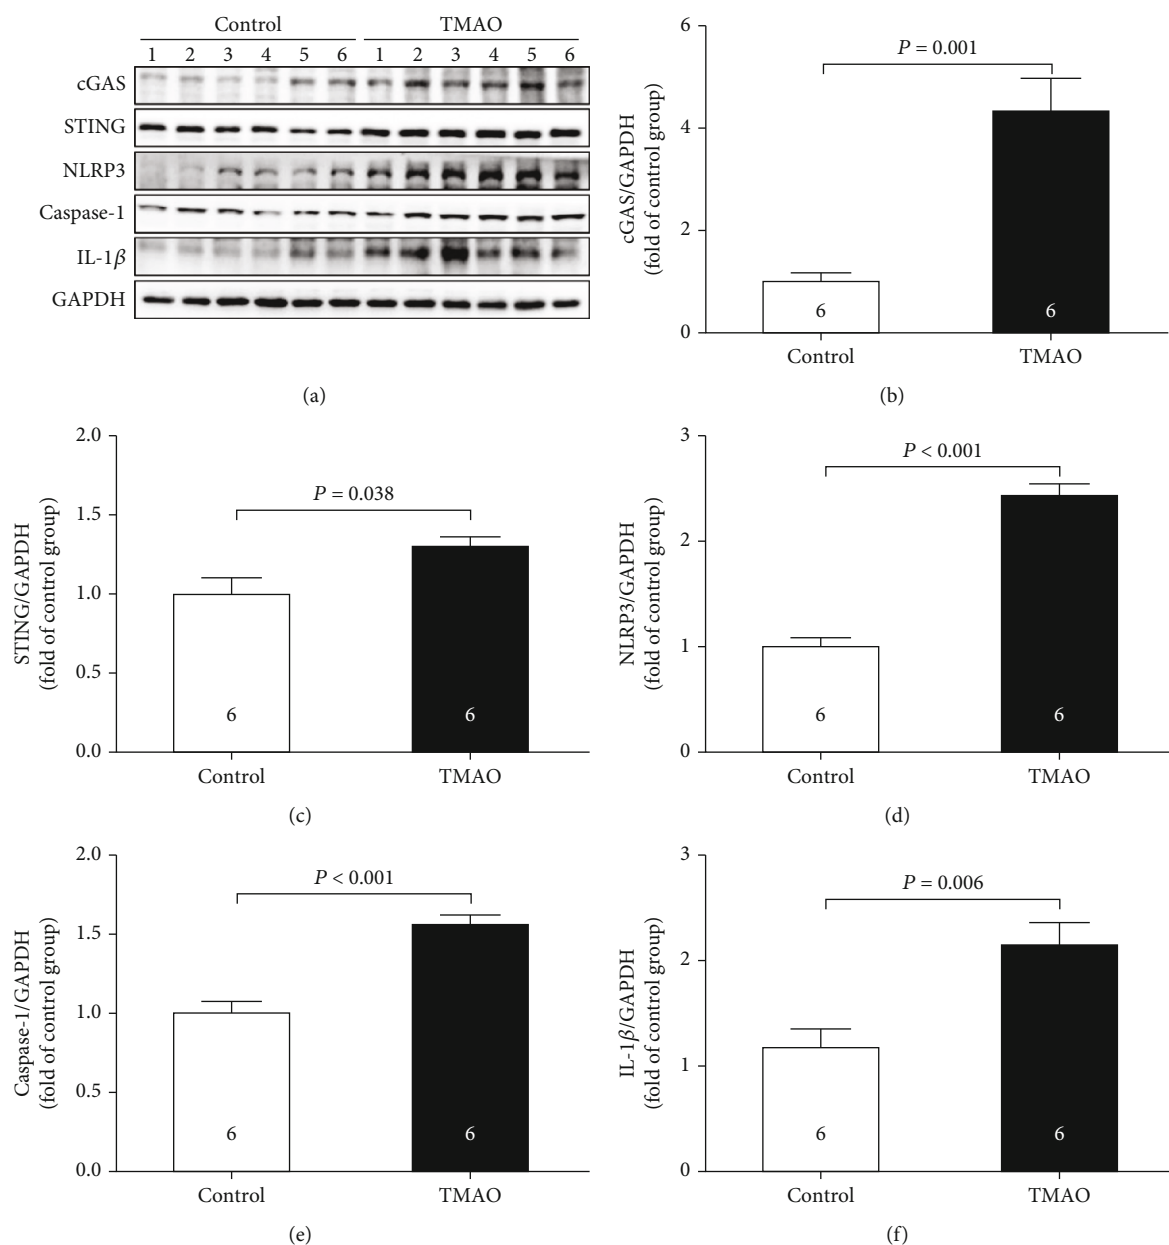 Control TMAO
1 2 3 4 5 6 1 2 3 4 5 6
cGAS
STING
NLRP3
Caspase-1
IL-1β
GAPDH
(a)
6
4
2
0
cGAS/GAPDH
(fold of control group)
P = 0.001
6 6
Control TMAO
(b)
2.0
1.5
1.0
0.5
0.0
STING/GAPDH
(fold of control group)
P = 0.038
6 6
Control TMAO
(c)
3
2
1
0
NLRP3/GAPDH
(fold of control group)
P < 0.001
6 6
Control TMAO
(d)
2.0
1.5
1.0
0.5
0.0
Caspase-1/GAPDH
(fold of control group)
P < 0.001
6 6
Control TMAO
(e)
3
2
1
0
IL-1β/GAPDH
(fold of control group)
P = 0.006
6 6
Control TMAO
(f)